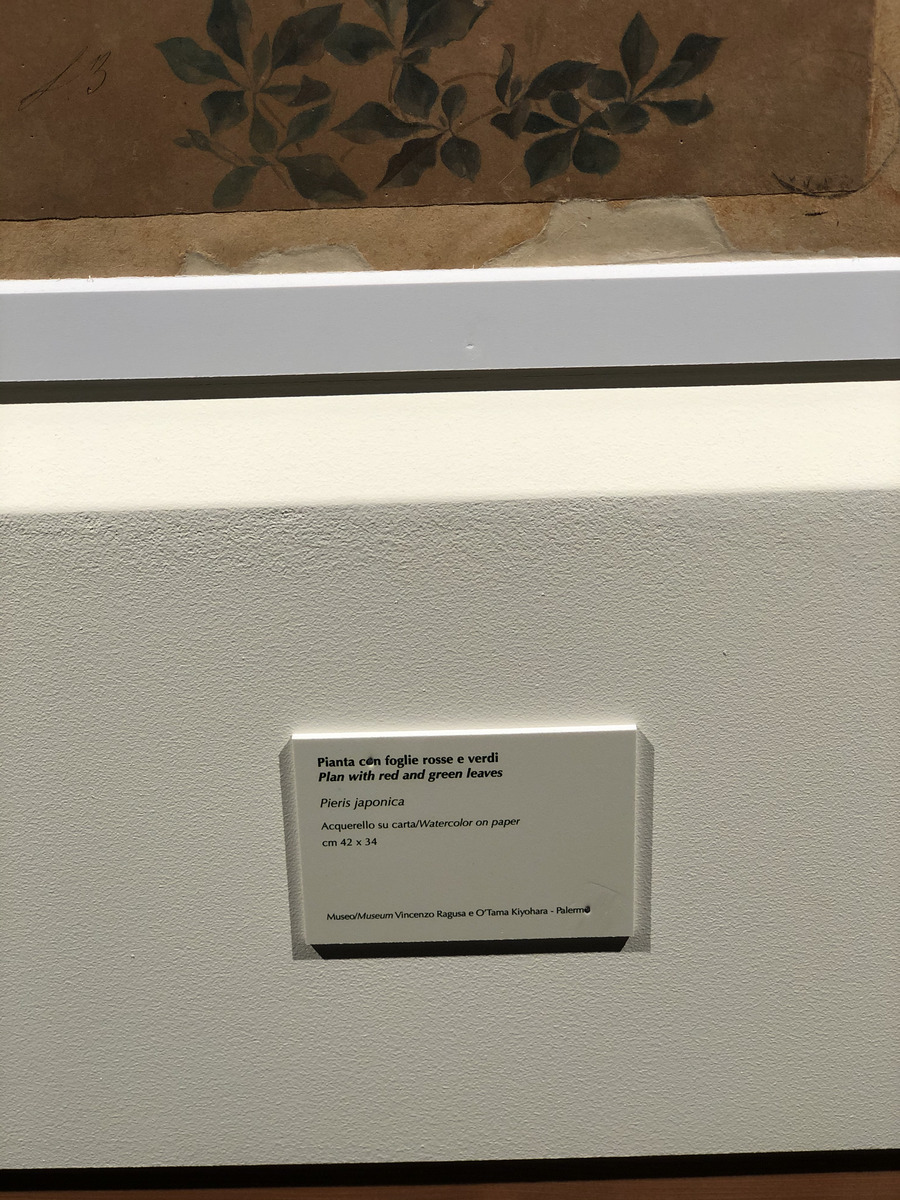 Pianta con foglie rosse e verdi
Plan with red and green leaves
Pieris japonica
Acquerello su carta/Watercolor on paper
cm 42 x 34
Museo/Museum Vincenzo Ragusa e O'Tama Kiyohara - Palermo